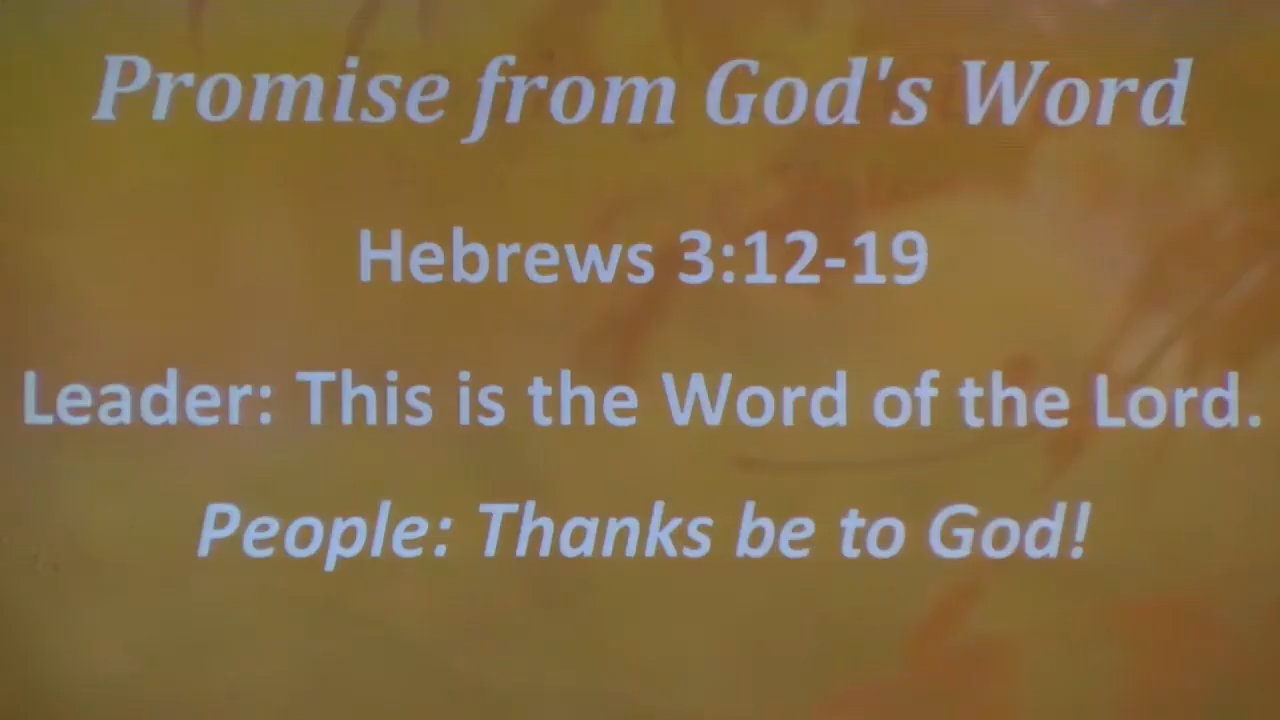 Promise from God's Word
Hebrews 3:12-19
Leader: This is the Word of the Lord.
People: Thanks be to God!